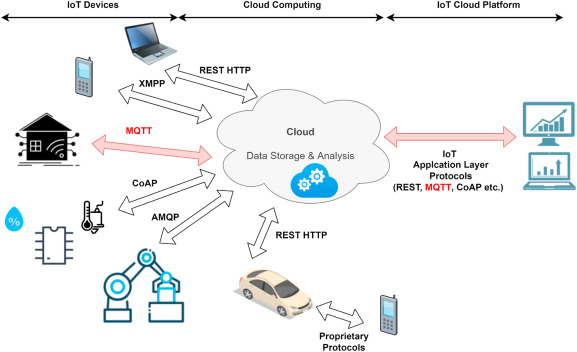 IoT Devices
Cloud Computing
IoT Cloud Platform
REST HTTP
XMPP
MQTT
Cloud
Data Storage & Analysis
IoT
Applcation Layer
Protocols
(REST, MQTT, CoAP etc.)
CoAP
%
AMQP
REST HTTP
Proprietary
Protocols